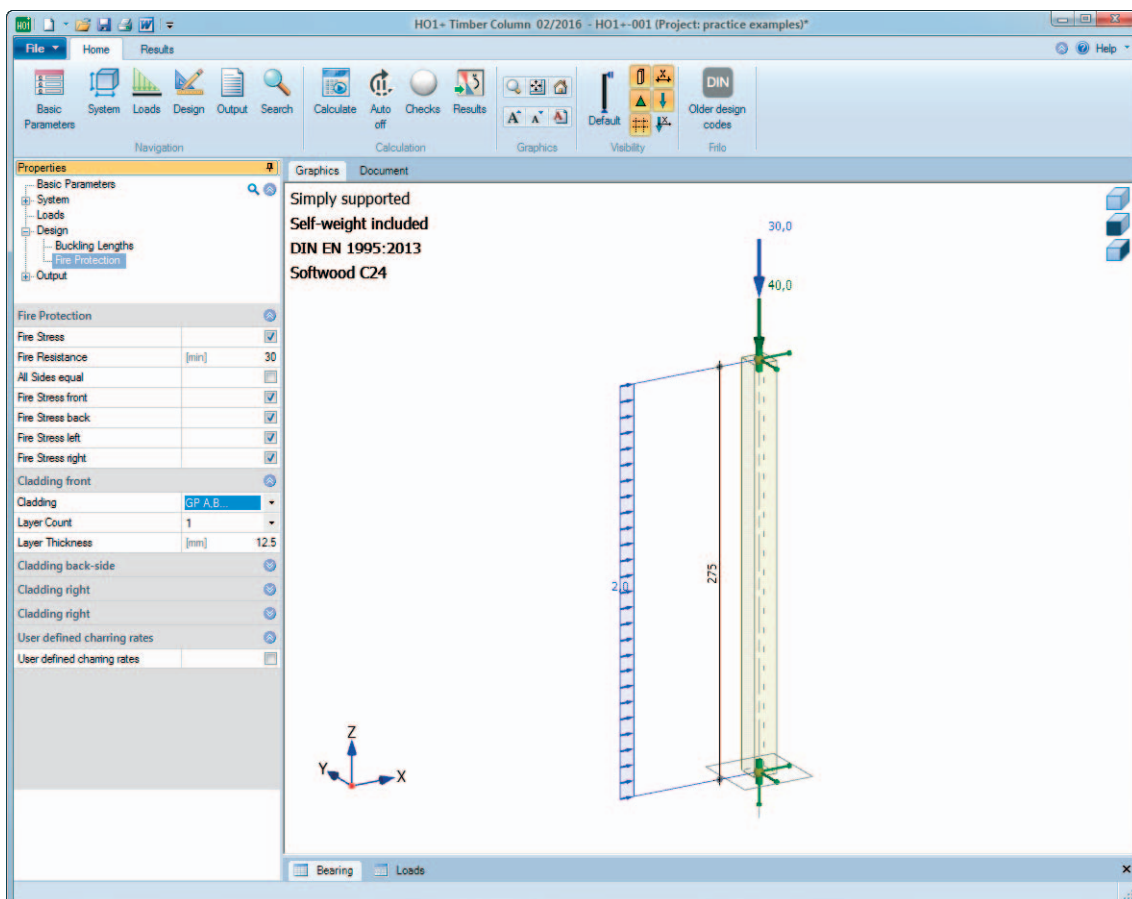 HO1
HO1+ Timber Column 02/2016 - HO1+-001 (Project: practice examples)*
File
Home
Results
Help
Basic Parameters
System
Loads
Design
Output
Search
Calculate
Auto off
Checks
Results
Default
DIN
Older design codes
Navigation
Calculation
Graphics
Visibility
Frilo
Properties
Basic Parameters
System
Loads
Design
Buckling Lengths
Fire Protection
Output
Fire Protection
Fire Stress
Fire Resistance [min] 30
All Sides equal
Fire Stress front
Fire Stress back
Fire Stress left
Fire Stress right
Cladding front
Cladding GP A,B...
Layer Count 1
Layer Thickness [mm] 12.5
Cladding back-side
Cladding right
Cladding right
User defined charring rates
User defined charring rates
Graphics
Document
Simply supported
Self-weight included
DIN EN 1995:2013
Softwood C24
30,0
40,0
275
2,0
Z
Y
X
Bearing
Loads